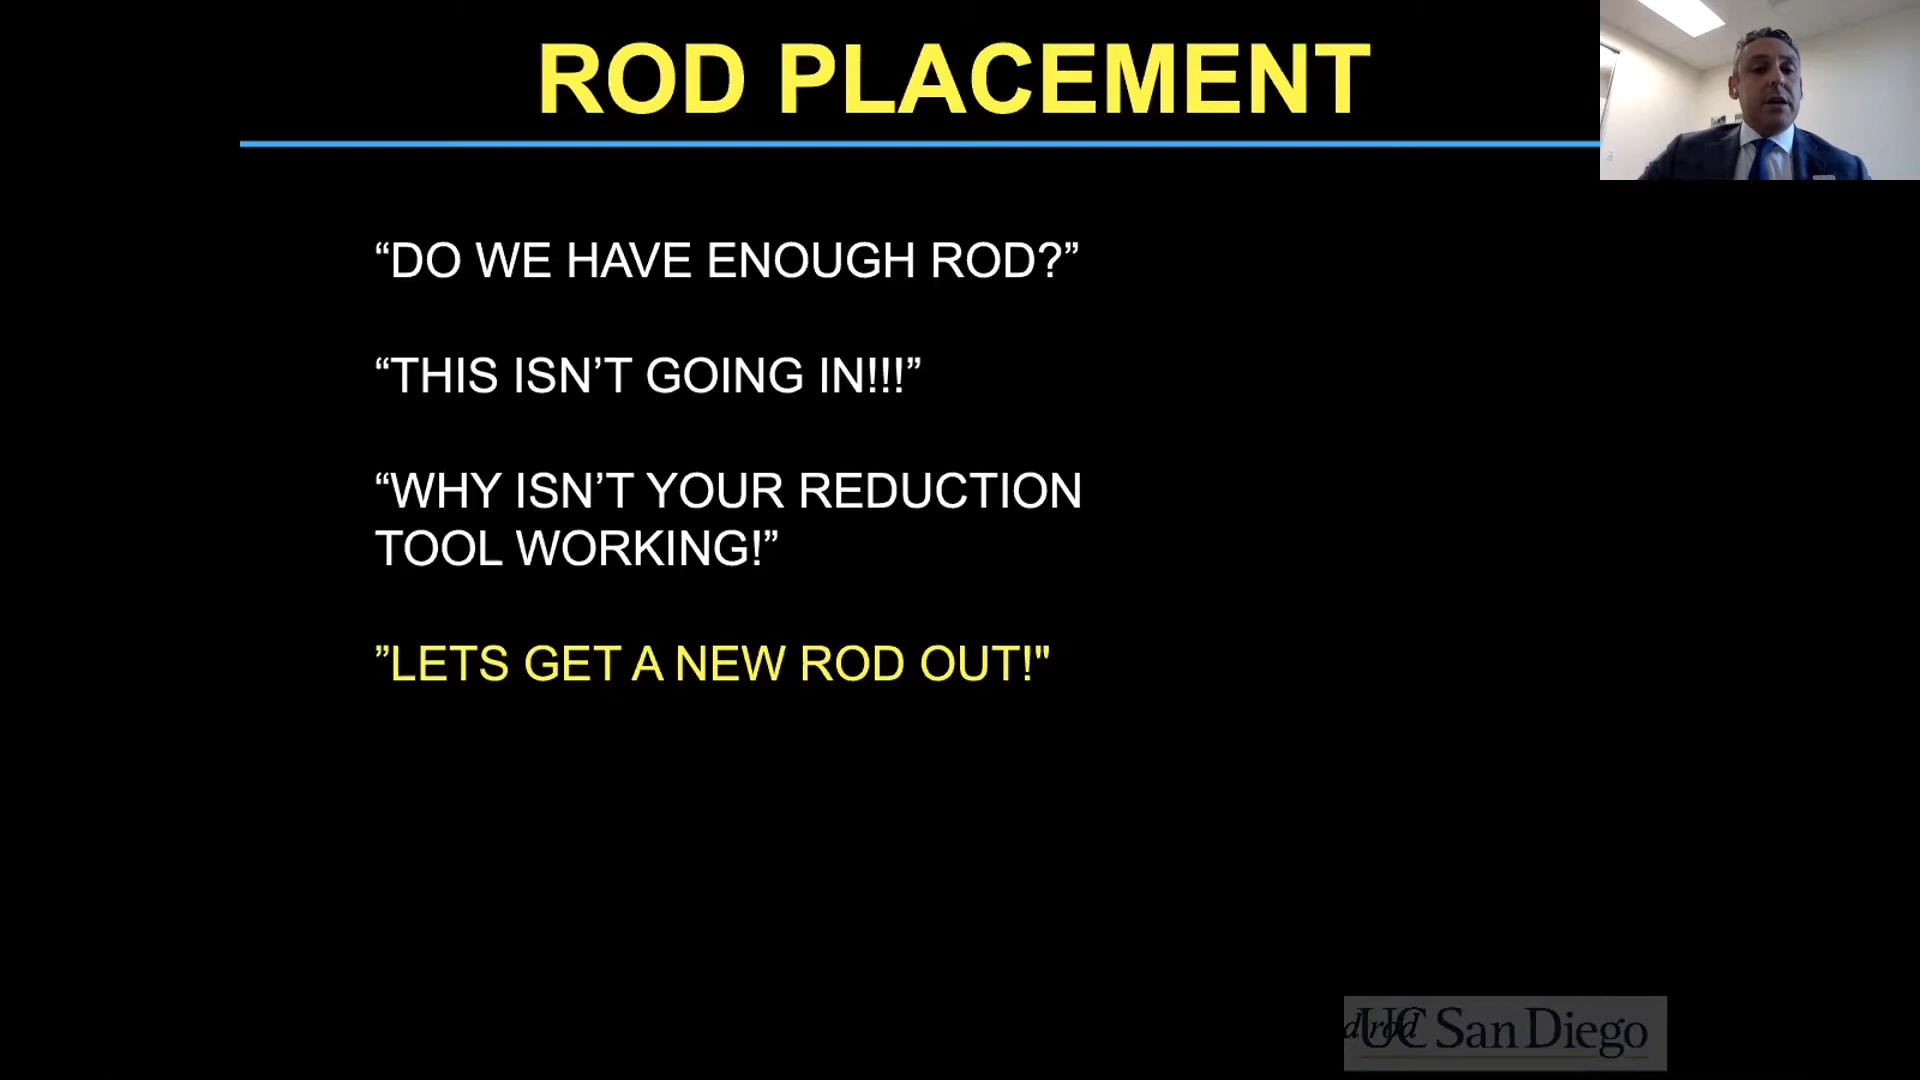 ROD PLACEMENT
“DO WE HAVE ENOUGH ROD?”
“THIS ISN’T GOING IN!!!”
“WHY ISN’T YOUR REDUCTION
TOOL WORKING!”
”LETS GET A NEW ROD OUT!"
d rod
UC San Diego